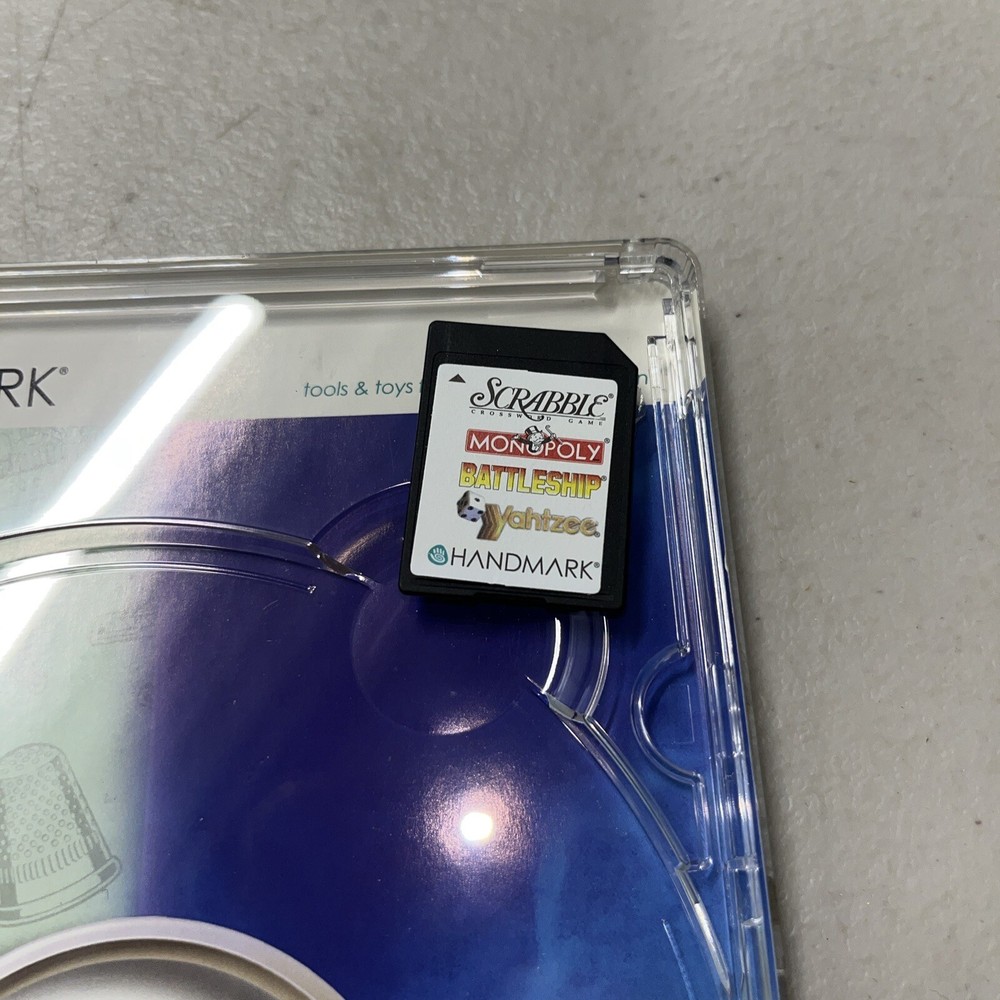 RK®
tools & toys
SCRABBLE®
CROSSWORD GAME
MONOPOLY®
BATTLESHIP®
Yahtzee®
HANDMARK®